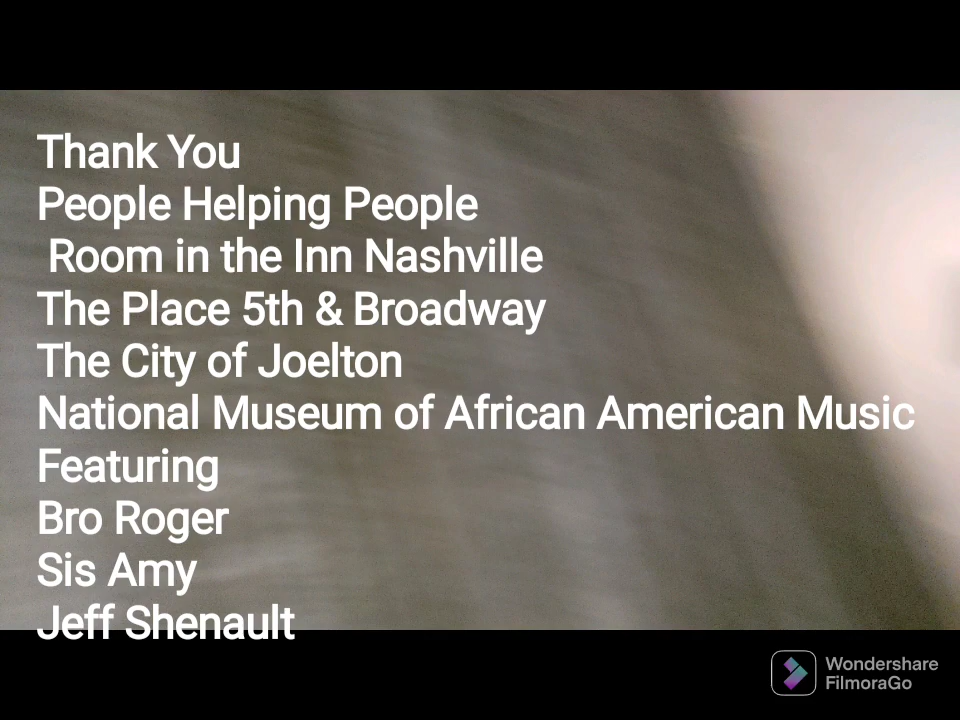 Thank You
People Helping People
Room in the Inn Nashville
The Place 5th & Broadway
The City of Joelton
National Museum of African American Music
Featuring
Bro Roger
Sis Amy
Jeff Shenault
Wondershare
FilmoraGo